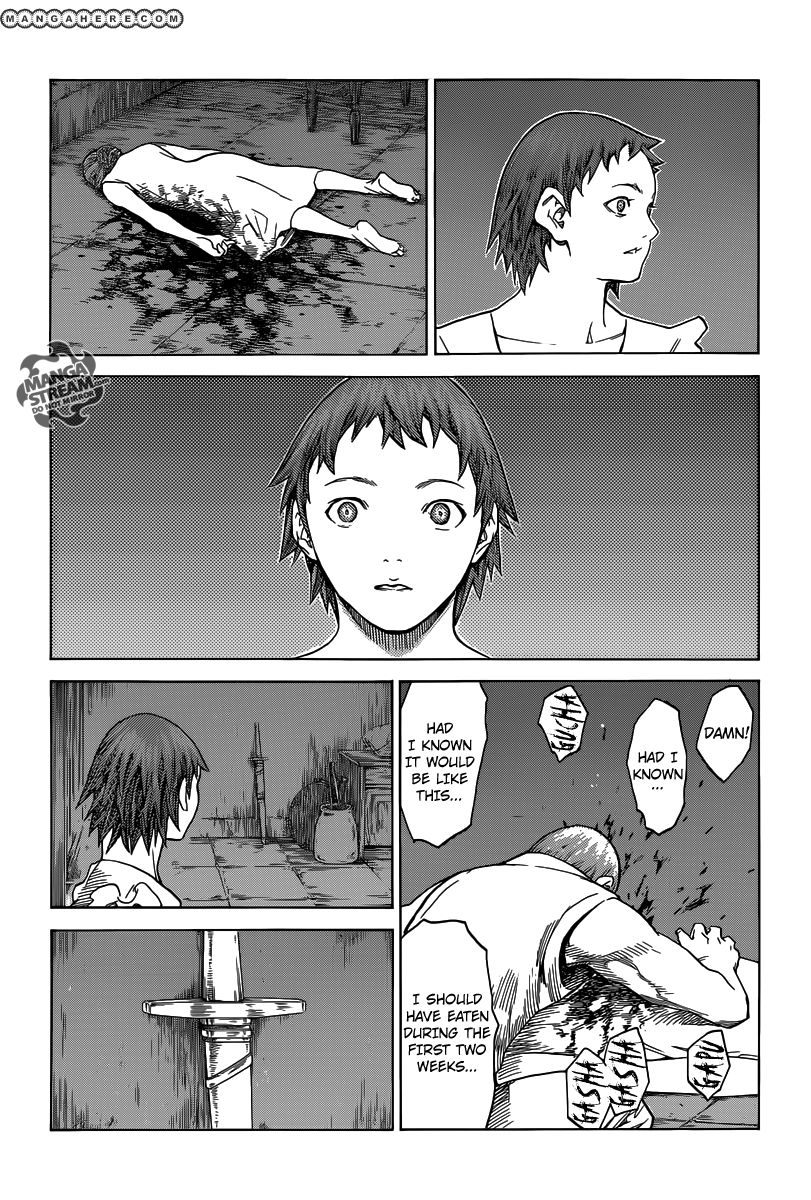 MANGAHERE.COM
MANGA
STREAM.com
DO NOT MIRROR
DAMN!
HAD I
KNOWN
...
GUCHA
HAD
I KNOWN
IT WOULD
BE LIKE
THIS...
I SHOULD
HAVE EATEN
DURING THE
FIRST TWO
WEEKS...
GAPU
GASHA
GASHA